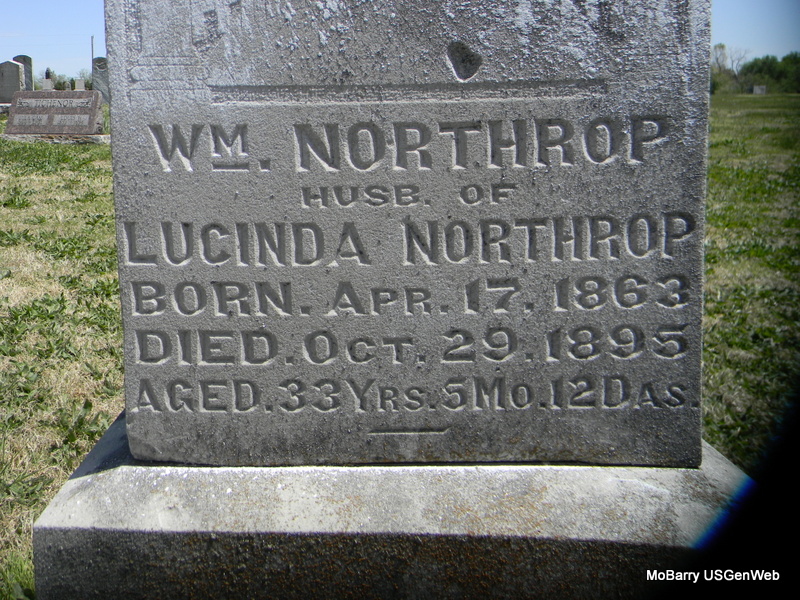 WM. NORTHROP
HUSB. OF
LUCINDA NORTHROP
BORN. APR. 17. 1863
DIED. OCT. 29. 1895
AGED. 33 YRS. 5 MO. 12 DAS.
MoBarry USGenWeb